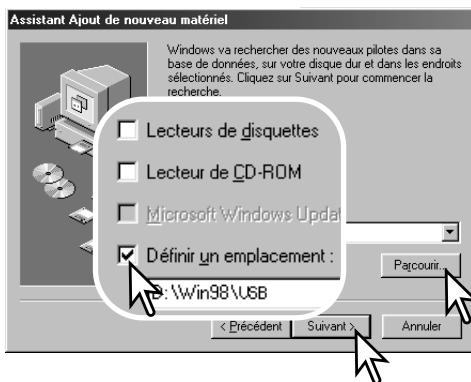 Assistant Ajout de nouveau matériel
Windows va rechercher des nouveaux pilotes dans sa
base de données, sur votre disque dur et dans les endroits
sélectionnés. Cliquez sur Suivant pour commencer la
recherche.
Lecteurs de disquettes
Lecteur de CD-ROM
Microsoft Windows Upda
Définir un emplacement :
:\Win98\USB
Parcourir...
< Précédent
Suivant >
Annuler